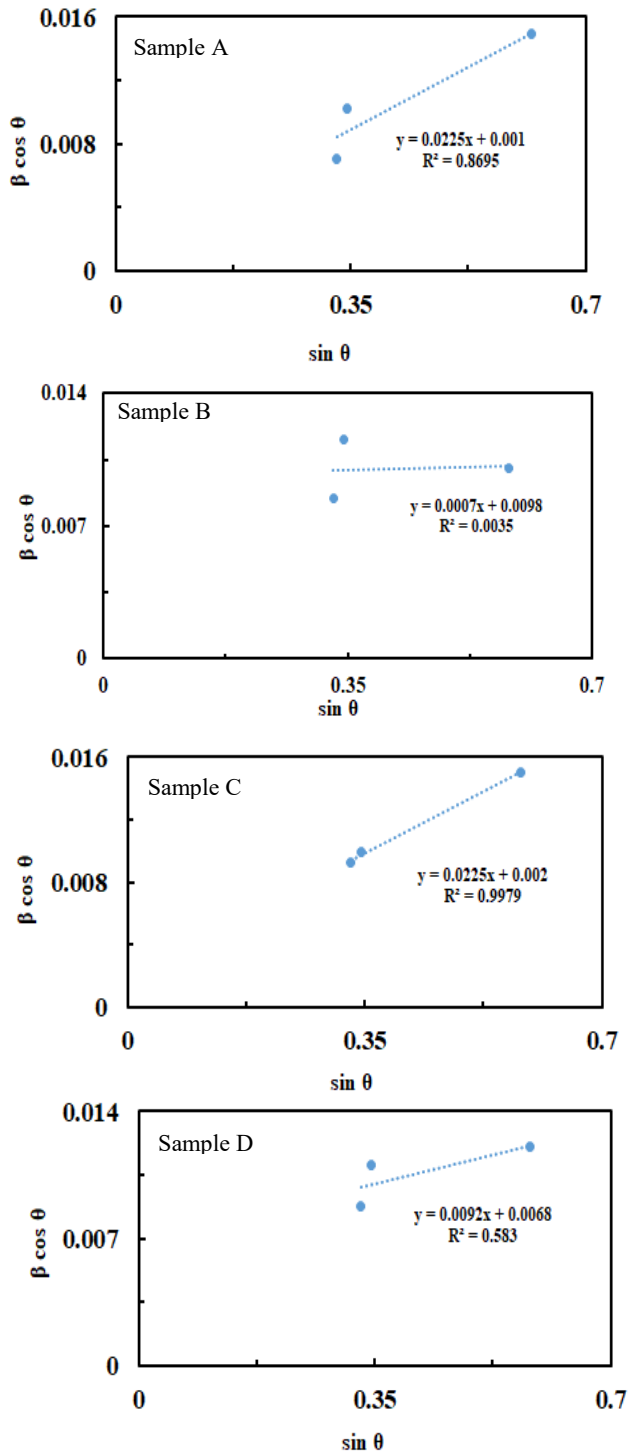 Sample A
0.016
0.008
0
β cos θ
y = 0.0225x + 0.001
R² = 0.8695
0
0.35
0.7
sin θ
Sample B
0.014
0.007
0
β cos θ
y = 0.0007x + 0.0098
R² = 0.0035
0
0.35
0.7
sin θ
Sample C
0.016
0.008
0
β cos θ
y = 0.0225x + 0.002
R² = 0.9979
0
0.35
0.7
sin θ
Sample D
0.014
0.007
0
β cos θ
y = 0.0092x + 0.0068
R² = 0.583
0
0.35
0.7
sin θ